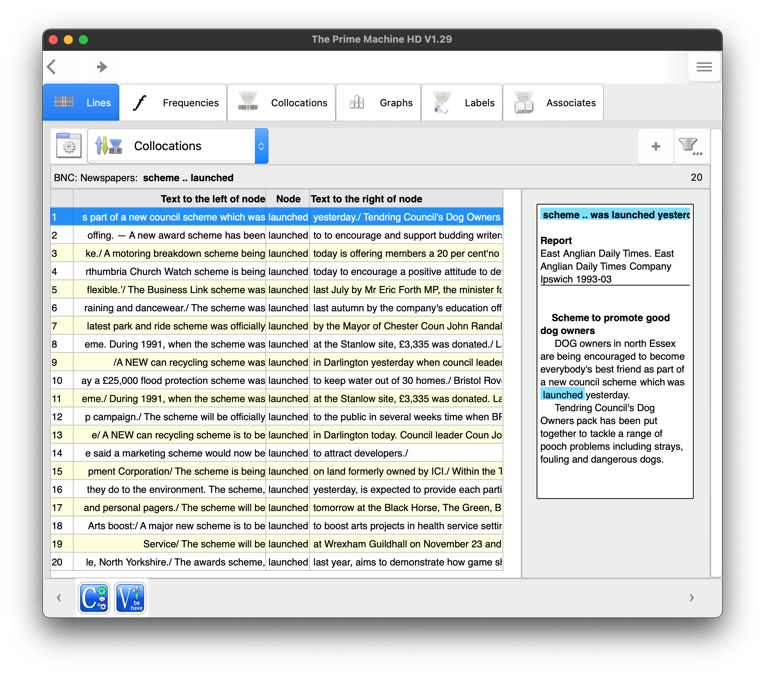 The Prime Machine HD V1.29
Lines Frequencies Collocations Graphs Labels Associates
Collocations
BNC: Newspapers: scheme .. launched 20
Text to the left of node Node Text to the right of node
1 s part of a new council scheme which was launched yesterday./ Tendring Council's Dog Owners
2 offing. — A new award scheme has been launched to to encourage and support budding writers
3 ke./ A motoring breakdown scheme being launched today is offering members a 20 per cent'no
4 rthumbria Church Watch scheme is being launched today to encourage a positive attitude to de
5 flexible.'/ The Business Link scheme was launched last July by Mr Eric Forth MP, the minister fo
6 raining and dancewear./ The scheme was launched last autumn by the company's education off
7 latest park and ride scheme was officially launched by the Mayor of Chester Coun John Randal
8 eme. During 1991, when the scheme was launched at the Stanlow site, £3,335 was donated./ L
9 /A NEW can recycling scheme was launched in Darlington yesterday when council leade
10 ay a £25,000 flood protection scheme was launched to keep water out of 30 homes./ Bristol Rov
11 eme./ During 1991, when the scheme was launched at the Stanlow site, £3,335 was donated. La
12 p campaign./ The scheme will be officially launched to the public in several weeks time when BF
13 e/ A NEW can recycling scheme is to be launched in Darlington today. Council leader Coun Jo
14 e said a marketing scheme would now be launched to attract developers./
15 pment Corporation/ The scheme is being launched on land formerly owned by ICI./ Within the T
16 they do to the environment. The scheme, launched yesterday, is expected to provide each parti
17 and personal pagers./ The scheme will be launched tomorrow at the Black Horse, The Green, B
18 Arts boost:/ A major new scheme is to be launched to boost arts projects in health service settin
19 Service/ The scheme will be launched at Wrexham Guildhall on November 23 and
20 le, North Yorkshire./ The awards scheme, launched last year, aims to demonstrate how game sh
scheme .. was launched yesterd
Report
East Anglian Daily Times. East
Anglian Daily Times Company
Ipswich 1993-03
Scheme to promote good
dog owners
DOG owners in north Essex
are being encouraged to become
everybody's best friend as part of
a new council scheme which was
launched yesterday.
Tendring Council's Dog
Owners pack has been put
together to tackle a range of
pooch problems including strays,
fouling and dangerous dogs.
C V be have